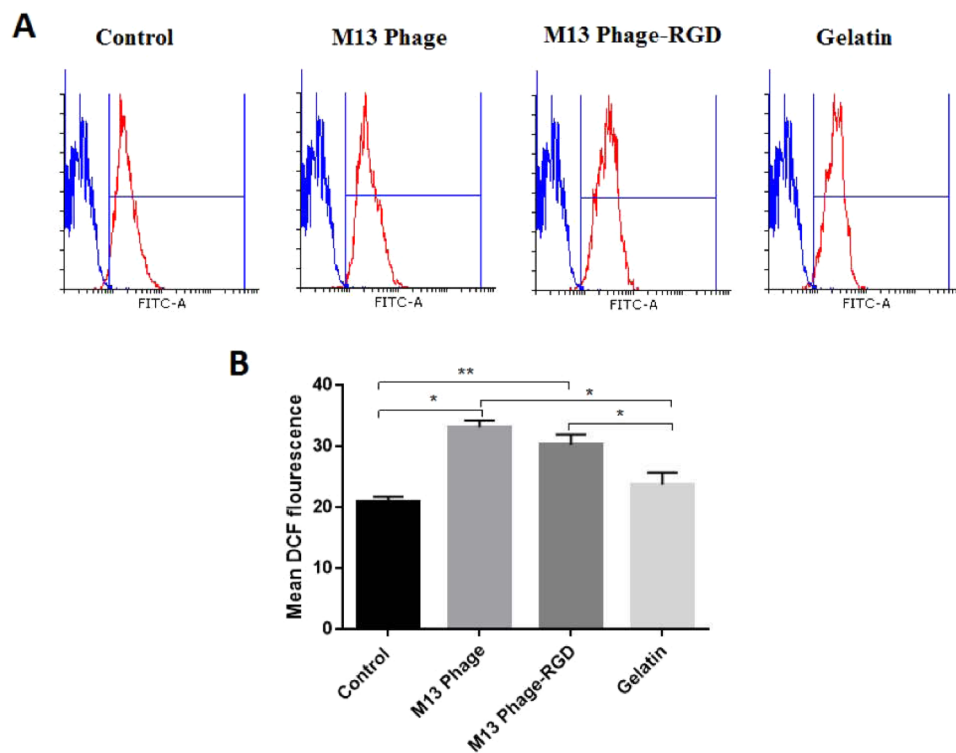 A
Control
M13 Phage
M13 Phage-RGD
Gelatin
FITC-A
FITC-A
FITC-A
FITC-A
B
**
*
*
*
Mean DCF flourescence
40
30
20
10
0
Control
M13 Phage
M13 Phage-RGD
Gelatin